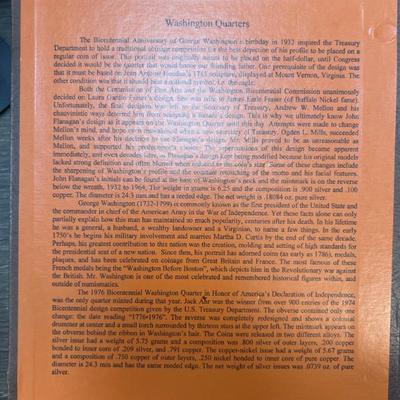 Washington Quarters
The Bicentennial Anniversary of George Washington's birthday in 1932 inspired the Treasury
Department to hold a traditional coinage competition for the best depiction of his profile to be placed on a
regular coin of issue. This portrait was originally meant to be placed on the half-dollar, until Congress
decided it would be the quarter that would honor our founding father. One prerequisite of the design was
that it must be based on Jean Antoine Houdon's 1785 sculpture, displayed at Mount Vernon, Virginia. The
other condition was that it should bear a traditional eagle on the reverse.
Both the Commission of Fine Arts and the Washington Bicentennial Commission unanimously
decided on Laura Gardin Fraser's design. She was wife to James Earle Fraser (of Buffalo Nickel fame).
Unfortunately, the final decision was left to the Secretary of Treasury, Andrew W. Mellon and his
chauvinistic ways deterred him from designating a female's design. This is why we ultimately know John
Flanagan's design as it appears on the Washington Quarter until this day. Attempts were made to change
Mellon's mind, and hope even increased when a new secretary of Treasury, Ogden L. Mills, succeeded
Mellon weeks after his decision to use Flanagan's design. Mills proved to be as unreasonable as
Mellon, and supported his predecessor's choice. The repercussions of this design became apparent
immediately, and even decades later, as Flanagan's design kept being modified because his original models
lacked strong definition and often blurred when reduced to the coin's size. Some of these changes include
the sharpening of Washington's profile and the constant retouching of the motto and his facial features.
John Flanagan's initials can be found at the base of Washington's neck and the mintmark is on the reverse
below the wreath, 1932 to 1964. The weight in grams is 6.25 and the composition is .900 silver and .100
copper. The diameter is 24.3 mm and has a reeded edge. The net weight is .18084 oz. pure silver.
George Washington (1732-1799) is commonly known as the first president of the United State and
the commander in chief of the American Army in the War of Independence. Yet these facts alone can only
partially explain how this man has maintained so much popularity, centuries after his death. In his lifetime
he was a general, a husband, a wealthy landowner and a Virginian, to name a few things. In the early
1750's he begins his military involvement and marries Martha D. Curtis by the end of the same decade.
Perhaps, his greatest contribution to this nation was the creation, molding and setting of high standards for
the presidential seat of a new nation. Since then, his portrait has adorned coins (as early as 1786), medals,
plaques, and has been celebrated on coinage from Great Britain and France. The most famous of these
French medals being the "Washington Before Boston", which depicts him in the Revolutionary war against
the British. Mr. Washington is one of the most celebrated and remembered historical figures within, and
outside of numismatics.
The 1976 Bicentennial Washington Quarter in Honor of America's Declaration of Independence,
was the only quarter minted during that year. Jack Ahr was the winner from over 900 entries of the 1974
Bicentennial design competition given by the U.S. Treasury Department. The obverse contained only one
change: the date reading "1776•1976". The reverse was completely redesigned and shows a colonial
drummer at center and a small torch surrounded by thirteen stars at the upper left. The mintmark appears on
the obverse behind the ribbon in Washington's hair. The Coins were released in two different alloys. The
silver issue had a weight of 5.75 grams and a composition was .800 silver of outer layers, .200 copper
bonded to inner core of .209 silver, and .791 copper. The copper-nickel issue had a weight of 5.67 grams
and a composition of .750 copper of outer layers, .250 nickel bonded to inner core of pure copper. The
diameter is 24.3 mm and has the same reeded edge. The net weight of silver issues was .0739 oz. of pure
silver.